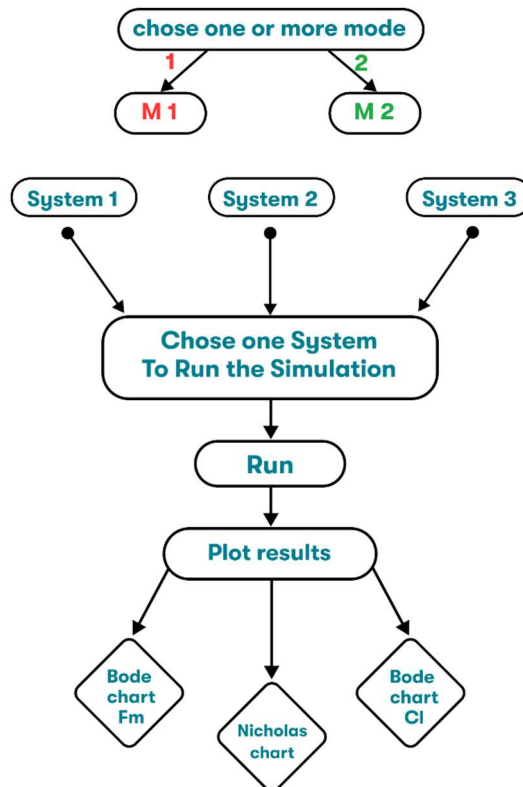 chose one or more mode
1
2
M 1
M 2
System 1
System 2
System 3
Chose one System
To Run the Simulation
Run
Plot results
Bode
chart
Fm
Nicholas
chart
Bode
chart
Cl